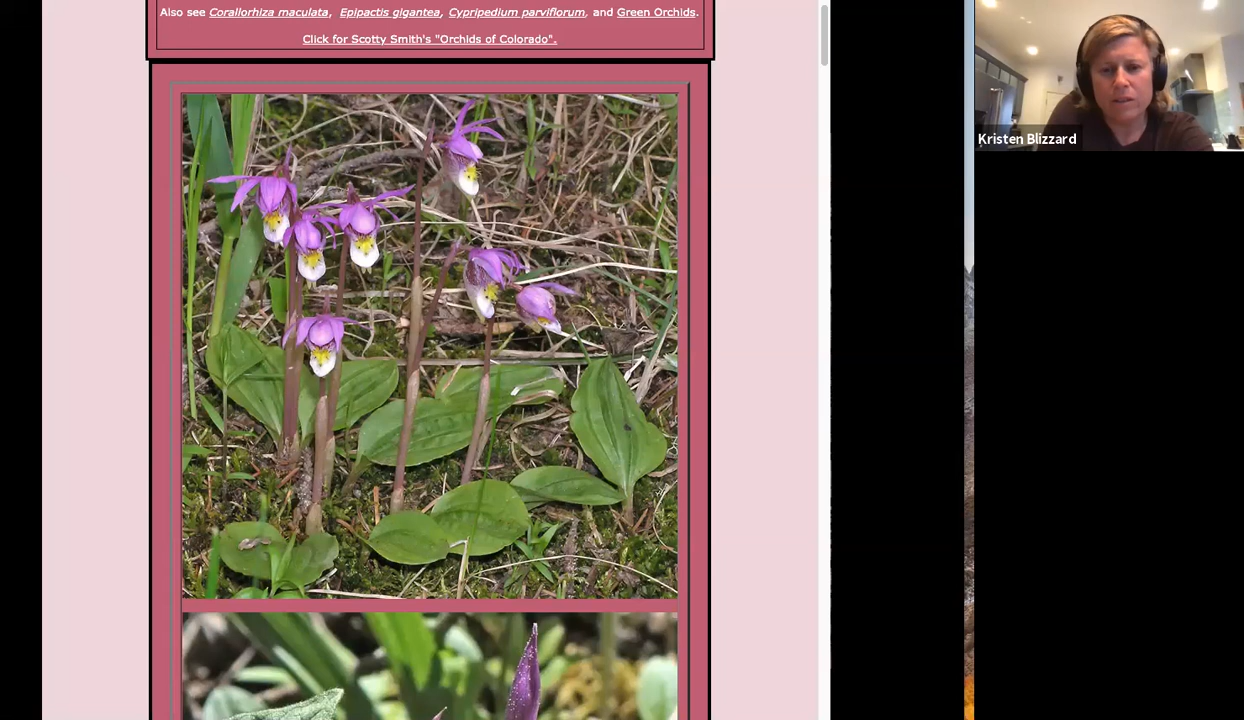 Also see Corallorhiza maculata, Epipactis gigantea, Cypripedium parviflorum, and Green Orchids.
Click for Scotty Smith's "Orchids of Colorado".
Kristen Blizzard